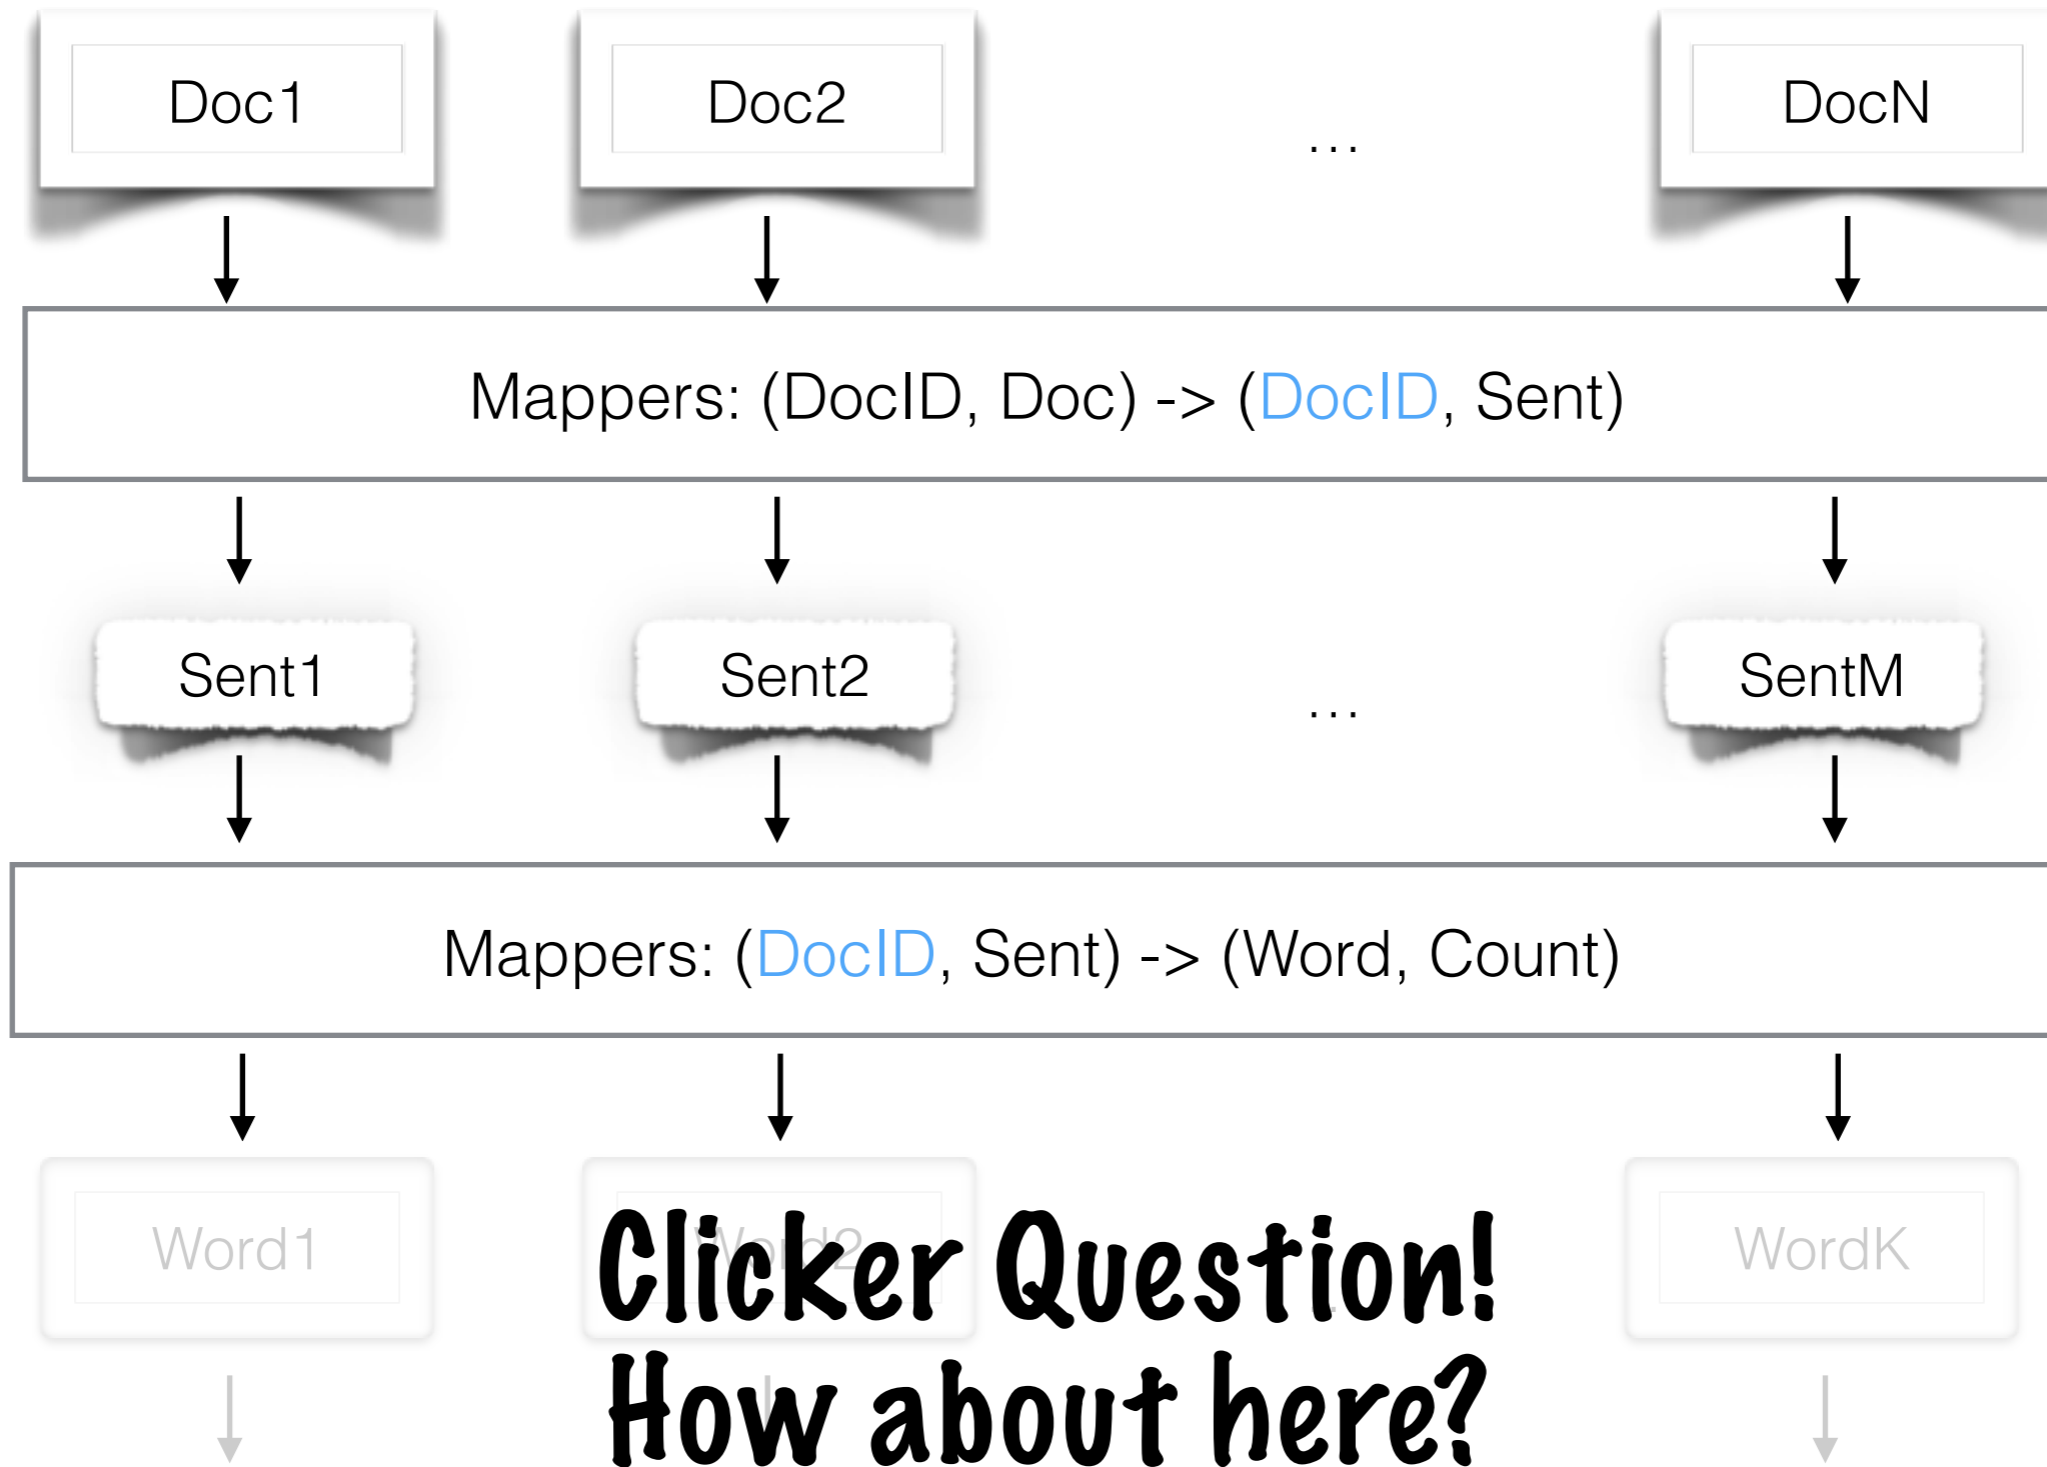 Doc1 Doc2 ... DocN
Mappers: (DocID, Doc) -> (DocID, Sent)
Sent1 Sent2 ... SentM
Mappers: (DocID, Sent) -> (Word, Count)
Word1 Word2 WordK
Clicker Question!
How about here?